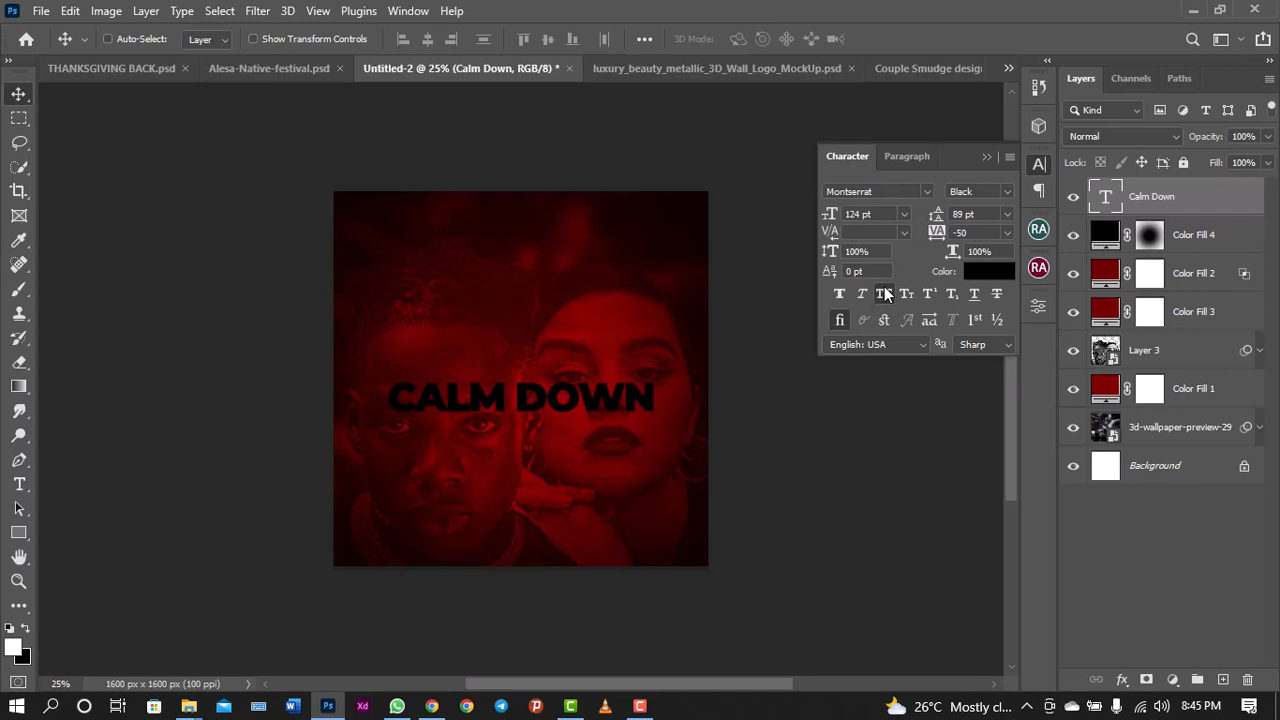 Ps File Edit Image Layer Type Select Filter 3D View Plugins Window Help
Auto-Select: Layer Show Transform Controls 3D Mode:
THANKSGIVING BACK.psd Alesa-Native-festival.psd Untitled-2 @ 25% (Calm Down, RGB/8) * luxury_beauty_metallic_3D_Wall_Logo_MockUp.psd Couple Smudge desig
Layers Channels Paths
Kind
Normal Opacity: 100%
Lock: Fill: 100%
Character Paragraph
Montserrat Black
124 pt 89 pt
-50
100% 100%
0 pt Color:
English: USA Sharp
RA
RA
Calm Down
Color Fill 4
Color Fill 2
Color Fill 3
Layer 3
Color Fill 1
3d-wallpaper-preview-29
Background
CALM DOWN
25% 1600 px x 1600 px (100 ppi)
26°C Mostly cl... 8:45 PM